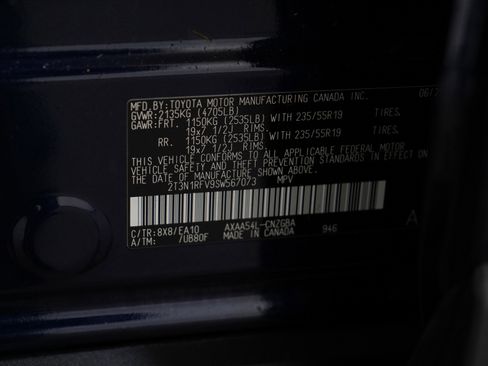 MFD.BY:TOYOTA MOTOR MANUFACTURING CANADA INC. 06/2
GVWR:2135KG (4705LB)
GAWR:FRT. 1150KG (2535LB) WITH 235/55R19 TIRES.
19x7 1/2J RIMS.
RR. 1150KG (2535LB) WITH 235/55R19 TIRES.
19x7 1/2J RIMS.
THIS VEHICLE CONFORMS TO ALL APPLICABLE FEDERAL MOTOR
VEHICLE SAFETY AND THEFT PREVENTION STANDARDS IN EFFECT
ON THE DATE OF MANUFACTURE SHOWN ABOVE.
2T3N1RFV9SW567073 MPV
C/TR:8X8/EA10 AXAA54L-CNZGBA
A/TM: /UB80F MADE IN CANADA 946
A